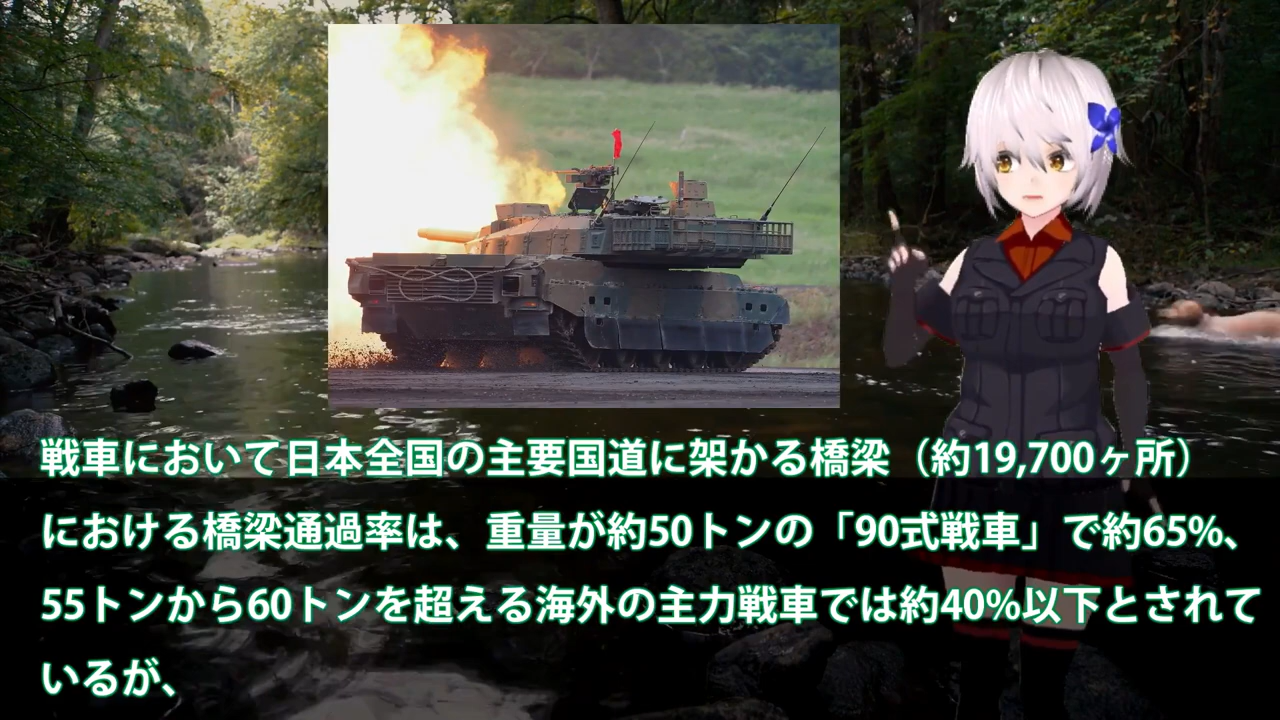 戦車において日本全国の主要国道に架かる橋梁（約19,700ヶ所）
における橋梁通過率は、重量が約50トンの「90式戦車」で約65%、
55トンから60トンを超える海外の主力戦車では約40%以下とされて
いるが、